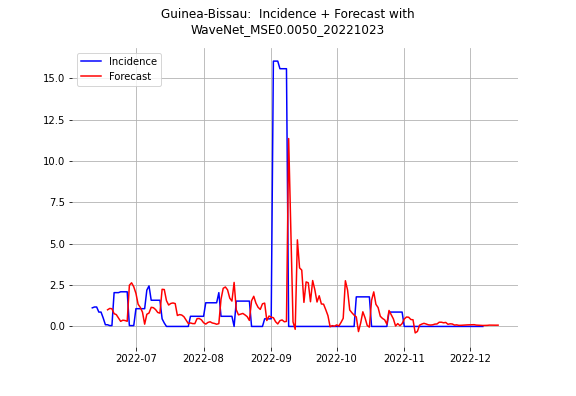 Guinea-Bissau:  Incidence + Forecast with
WaveNet_MSE0.0050_20221023
Incidence
Forecast
15.0
12.5
10.0
7.5
5.0
2.5
0.0
2022-07 2022-08 2022-09 2022-10 2022-11 2022-12